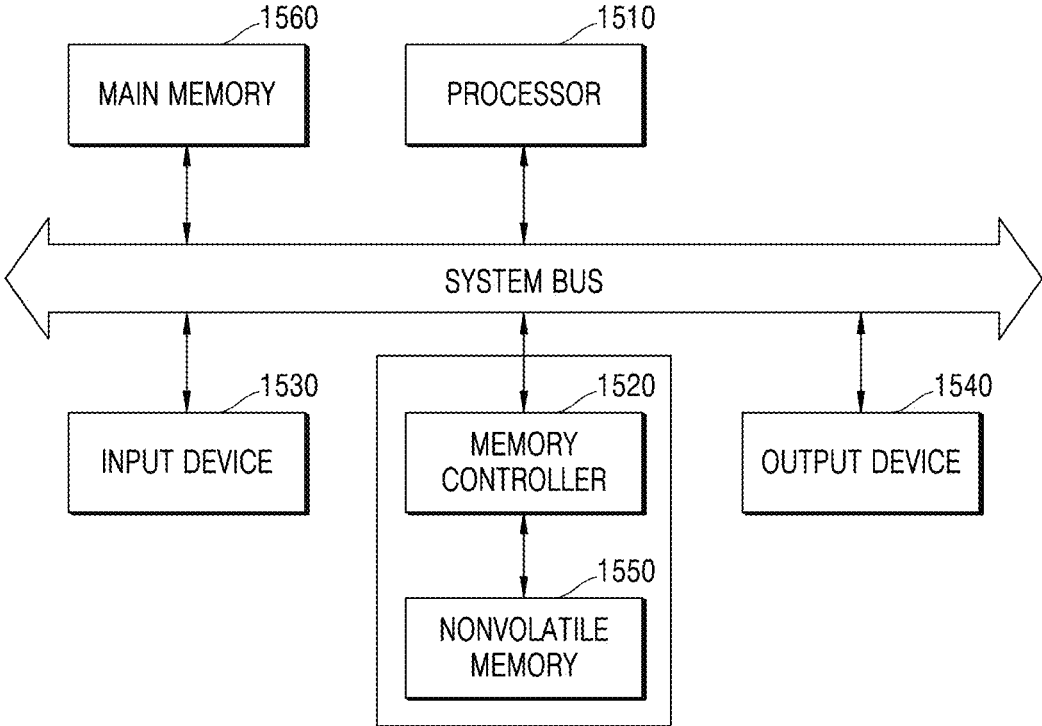 1560
MAIN MEMORY
1510
PROCESSOR
SYSTEM BUS
1530
INPUT DEVICE
1520
MEMORY
CONTROLLER
1540
OUTPUT DEVICE
1550
NONVOLATILE
MEMORY